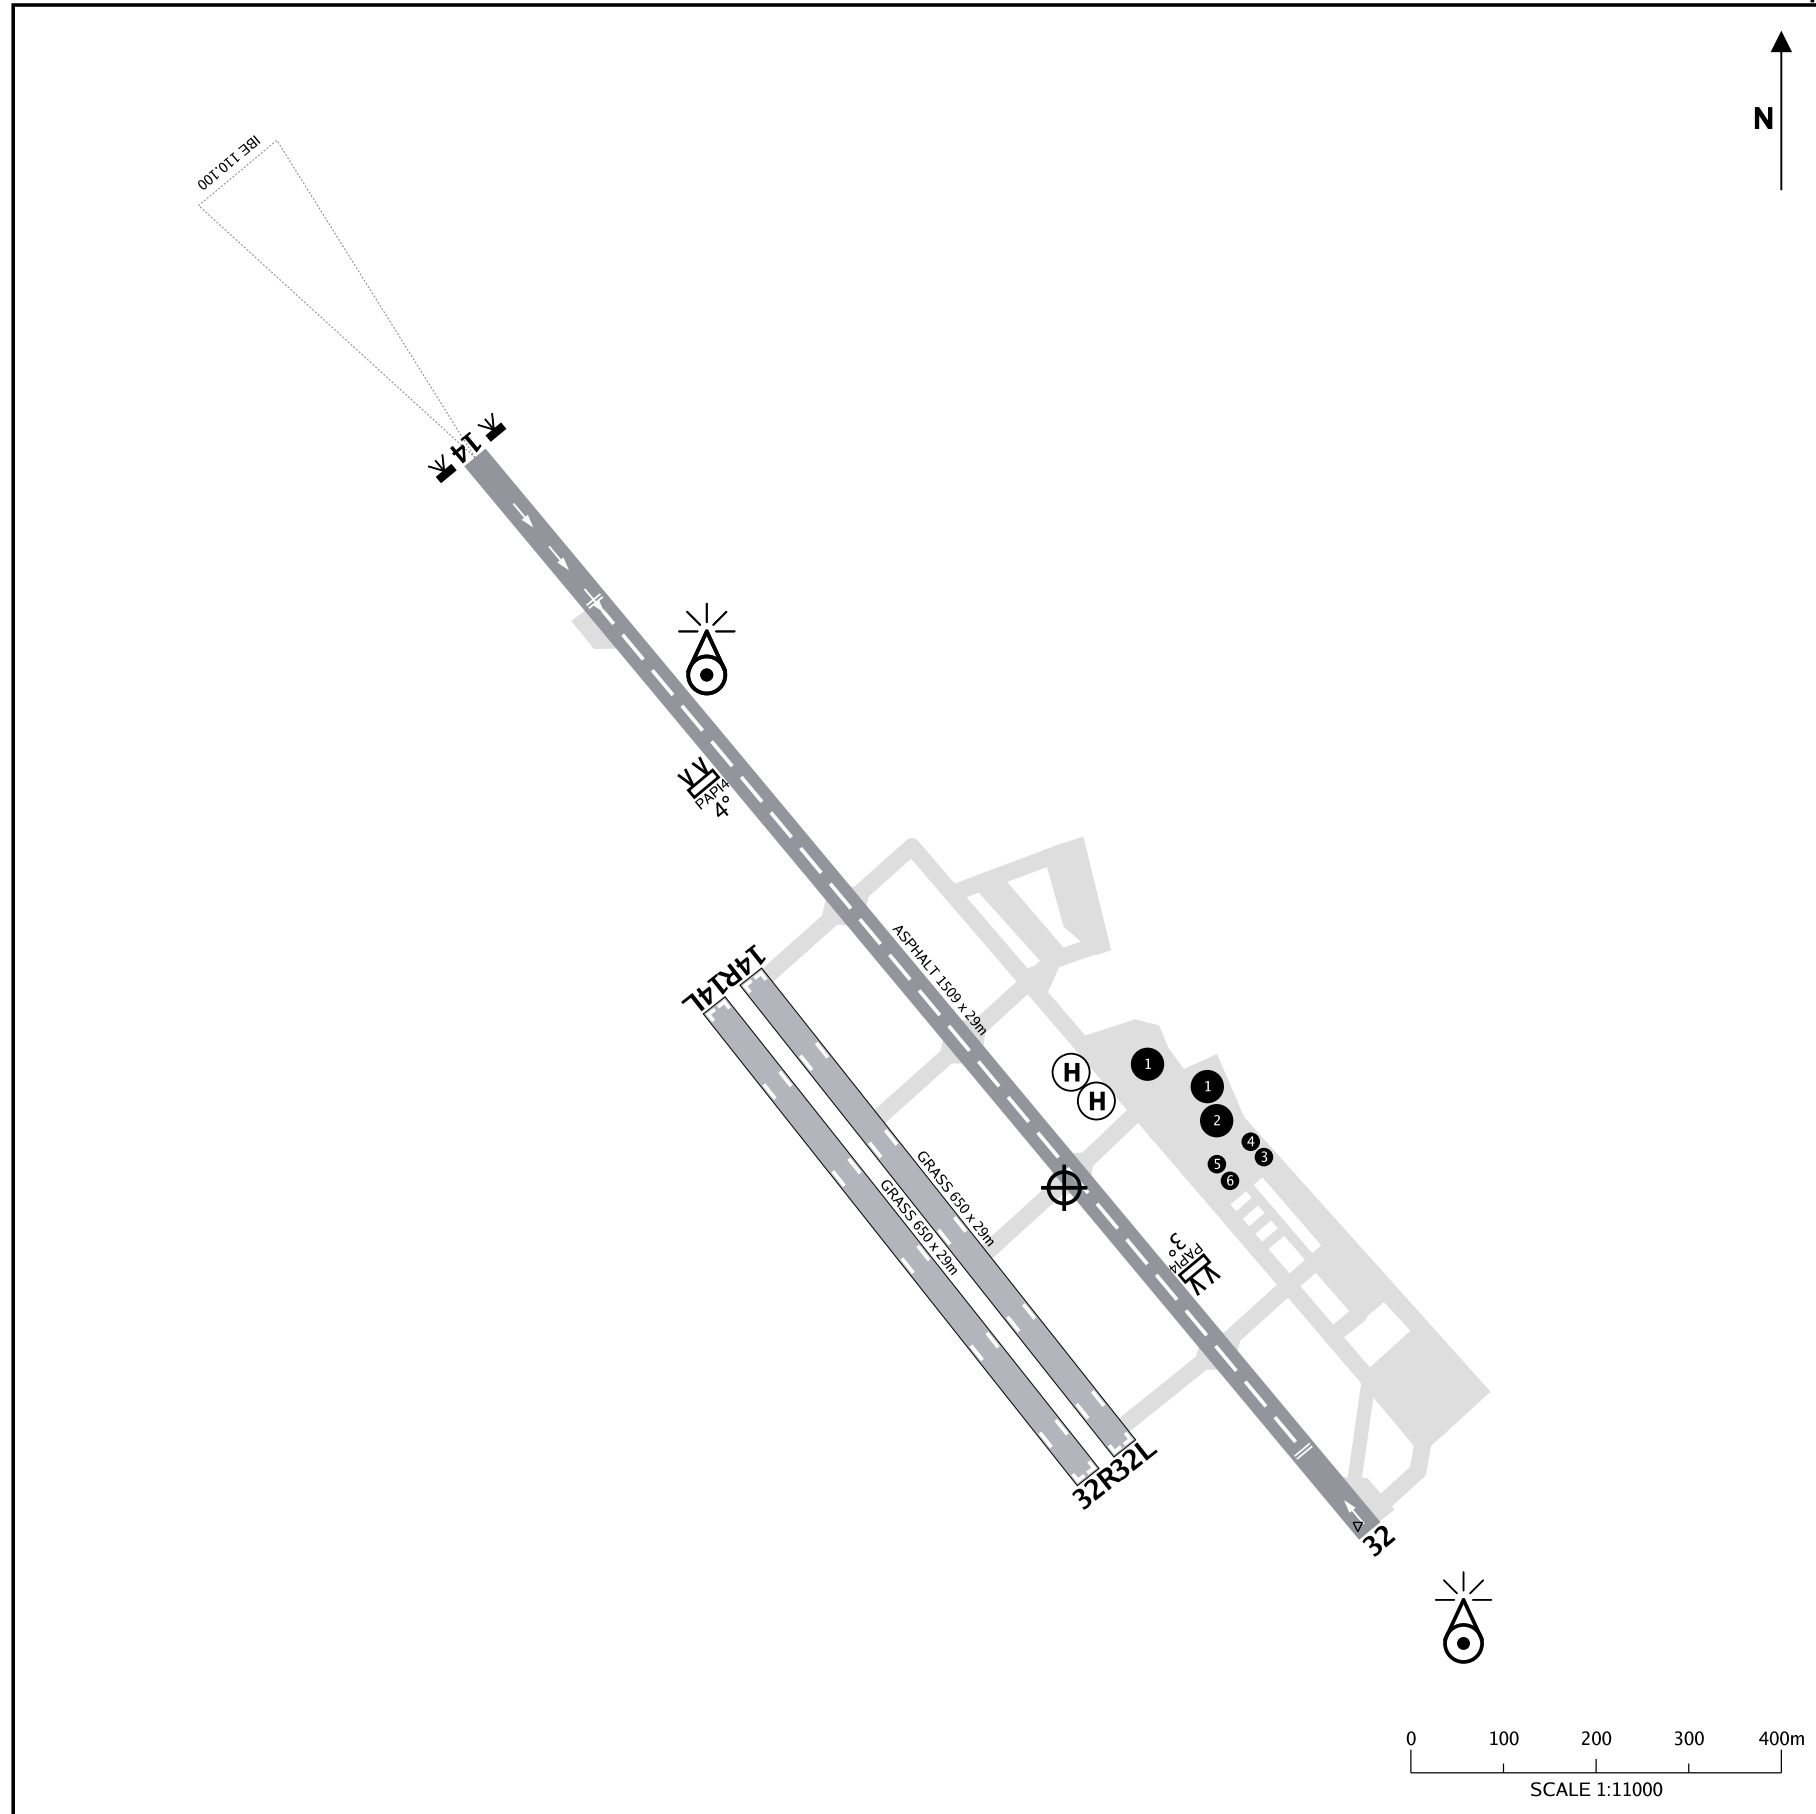 N
IBE 110.100
14
PAPI4
4°
ASPHALT 1509 x 29m
14R
14L
H
H
1
1
2
4
3
5
6
GRASS 650 x 29m
GRASS 650 x 29m
3°
PAPI4
32L
32R
32
0 100 200 300 400m
SCALE 1:11000